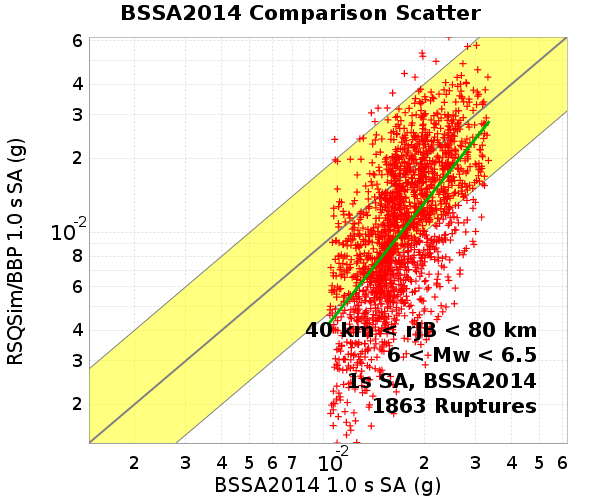 BSSA2014 Comparison Scatter
RSQSim/BBP 1.0 s SA (g)
6
4
3
2
10-2
8
6
4
3
2
40 km < rJB < 80 km
6 < Mw < 6.5
1s SA, BSSA2014
1863 Ruptures
2 3 4 5 6 7 10-2 2 3 4 5 6
BSSA2014 1.0 s SA (g)